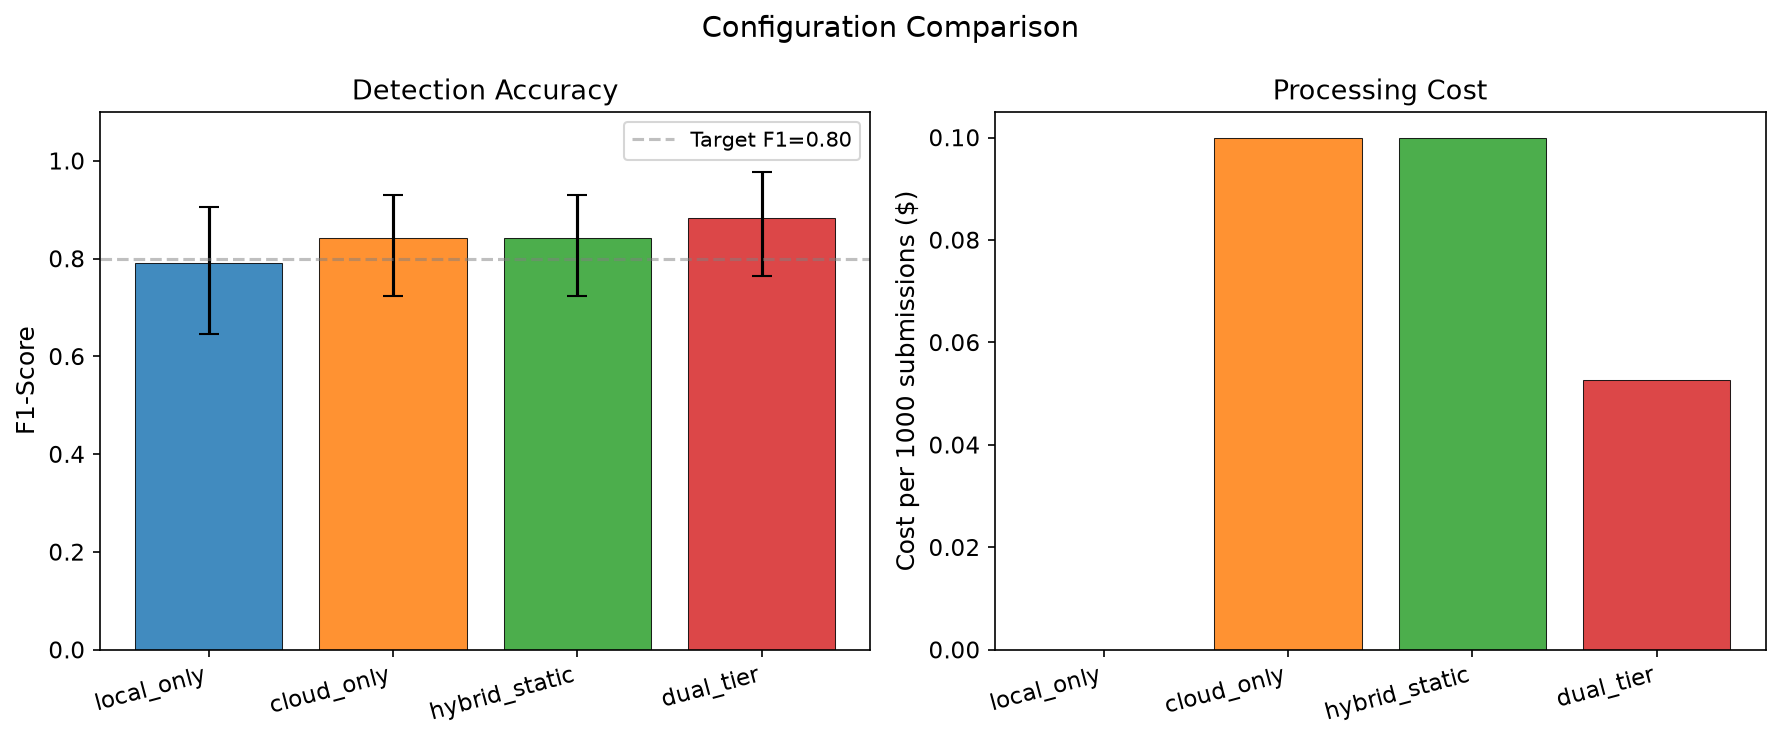 Configuration Comparison
Detection Accuracy
Target F1=0.80
F1-Score
1.0
0.8
0.6
0.4
0.2
0.0
local_only
cloud_only
hybrid_static
dual_tier
Processing Cost
Cost per 1000 submissions ($)
0.10
0.08
0.06
0.04
0.02
0.00
local_only
cloud_only
hybrid_static
dual_tier